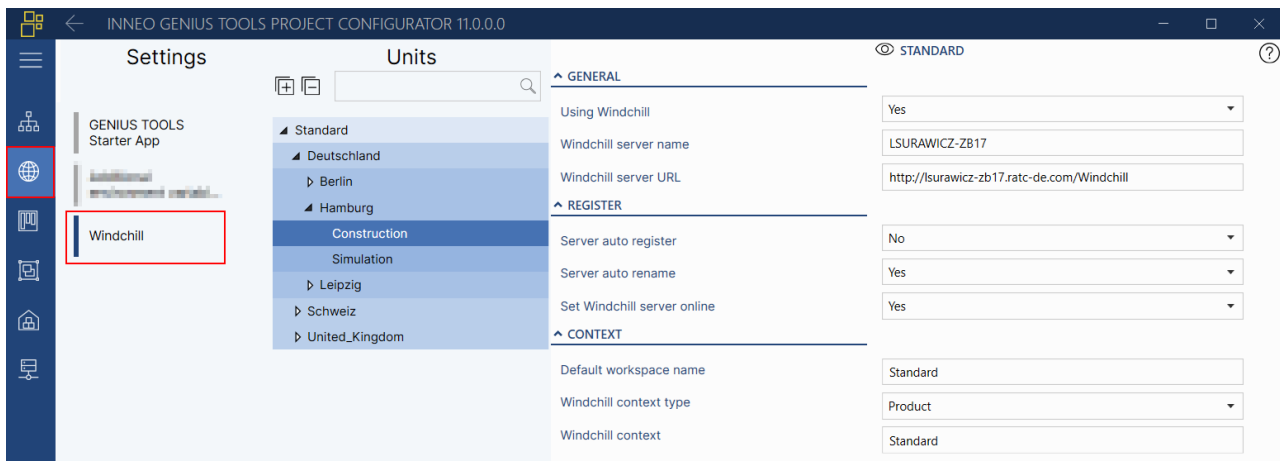 INNEO GENIUS TOOLS PROJECT CONFIGURATOR 11.0.0.0
Settings
GENIUS TOOLS
Starter App
Windchill
Units
Standard
Deutschland
Berlin
Hamburg
Construction
Simulation
Leipzig
Schweiz
United_Kingdom
STANDARD
GENERAL
Using Windchill Yes
Windchill server name LSURAWICZ-ZB17
Windchill server URL http://lsurawicz-zb17.ratc-de.com/Windchill
REGISTER
Server auto register No
Server auto rename Yes
Set Windchill server online Yes
CONTEXT
Default workspace name Standard
Windchill context type Product
Windchill context Standard